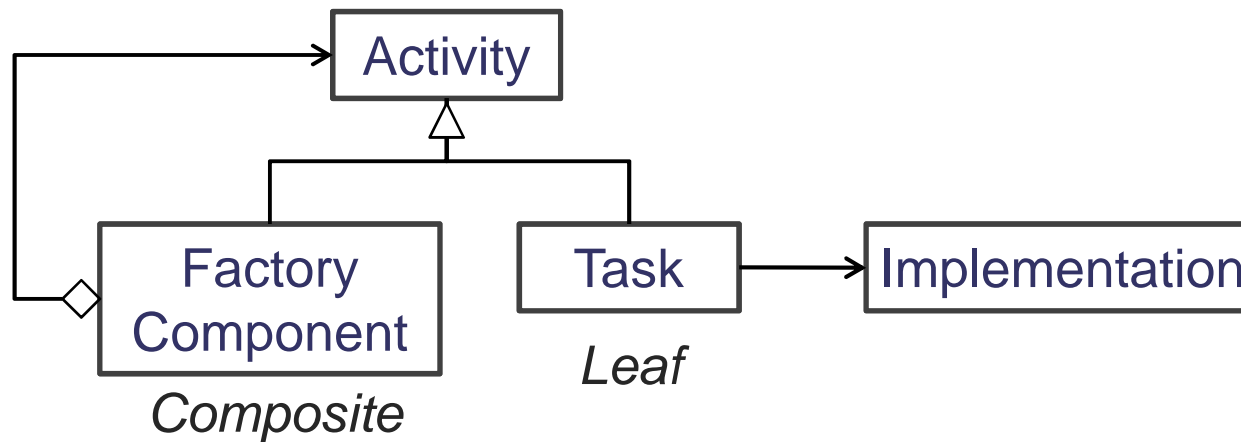 Activity
Factory
Component
Task
Implementation
Leaf
Composite